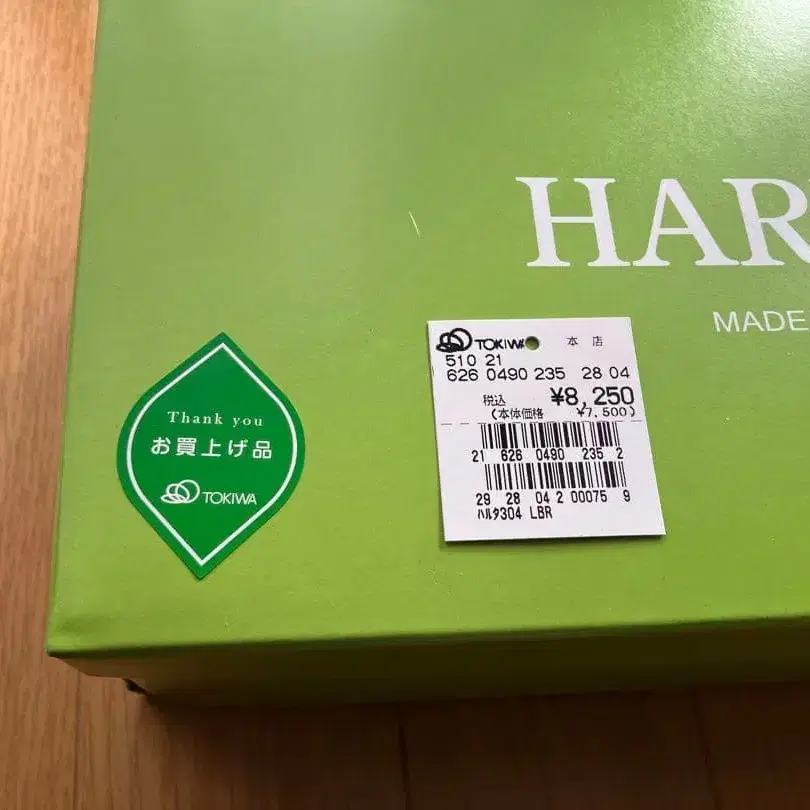 HAR
MADE
Thank you
お買上げ品
TOKIWA
TOKIWA 本店
510 21
626 0490 235 28 04
税込 ¥8,250
(本体価格 ¥7,500)
21 626 0490 235 2
29 28 04 2 00075 9
ﾊﾙﾀ304 LBR